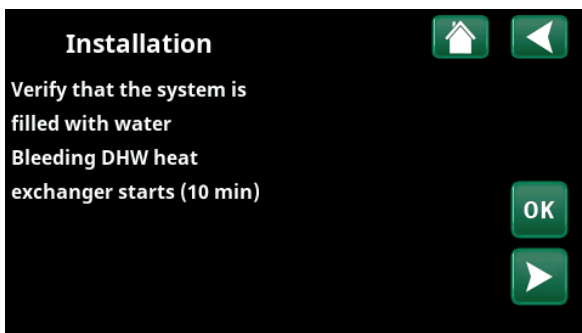 Installation
Verify that the system is
filled with water
Bleeding DHW heat
exchanger starts (10 min)
OK